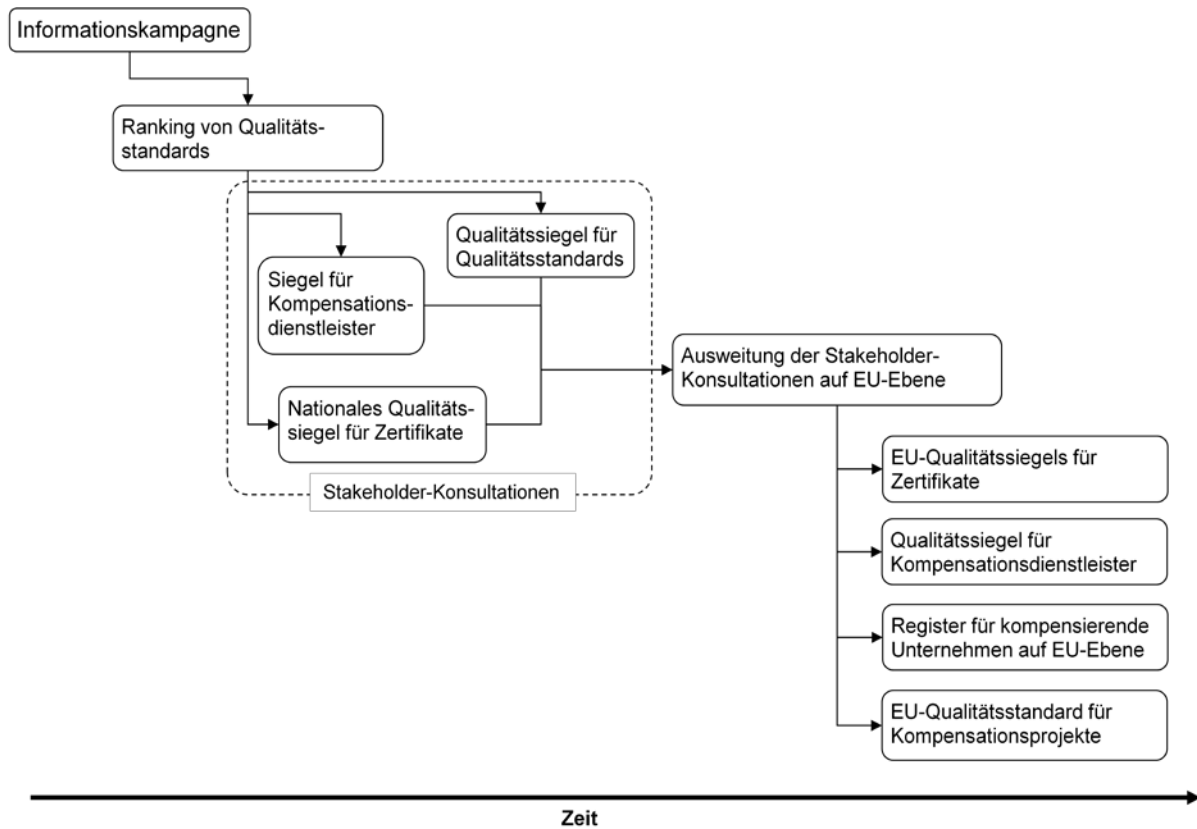 Informationskampagne
Ranking von Qualitäts-
standards
Qualitätssiegel für
Qualitätsstandards
Siegel für
Kompensations-
dienstleister
Nationales Qualitäts-
siegel für Zertifikate
Stakeholder-Konsultationen
Ausweitung der Stakeholder-
Konsultationen auf EU-Ebene
EU-Qualitätssiegels für
Zertifikate
Qualitätssiegel für
Kompensationsdienstleister
Register für kompensierende
Unternehmen auf EU-Ebene
EU-Qualitätsstandard für
Kompensationsprojekte
Zeit